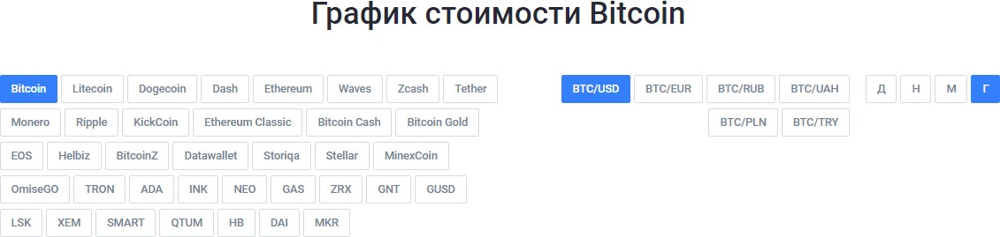 График стоимости Bitcoin
Bitcoin Litecoin Dogecoin Dash Ethereum Waves Zcash Tether BTC/USD BTC/EUR BTC/RUB BTC/UAH Д Н М Г
Monero Ripple KickCoin Ethereum Classic Bitcoin Cash Bitcoin Gold BTC/PLN BTC/TRY
EOS Helbiz BitcoinZ Datawallet Storiqa Stellar MinexCoin
OmiseGO TRON ADA INK NEO GAS ZRX GNT GUSD
LSK XEM SMART QTUM HB DAI MKR